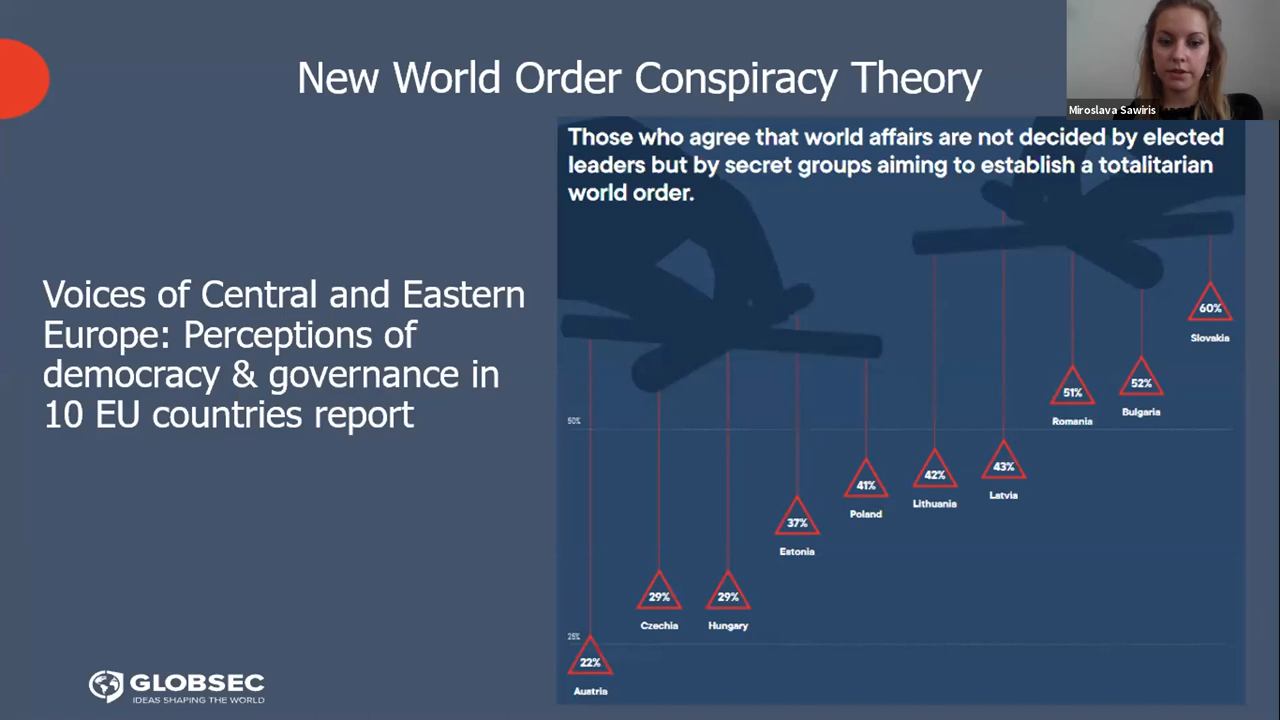 New World Order Conspiracy Theory
Miroslava Sawiris
Those who agree that world affairs are not decided by elected
leaders but by secret groups aiming to establish a totalitarian
world order.
Voices of Central and Eastern
Europe: Perceptions of
democracy & governance in
10 EU countries report
60%
Slovakia
52%
Bulgaria
51%
Romania
50%
43%
Latvia
42%
Lithuania
41%
Poland
37%
Estonia
29%
Czechia
29%
Hungary
25%
22%
Austria
GLOBSEC
IDEAS SHAPING THE WORLD